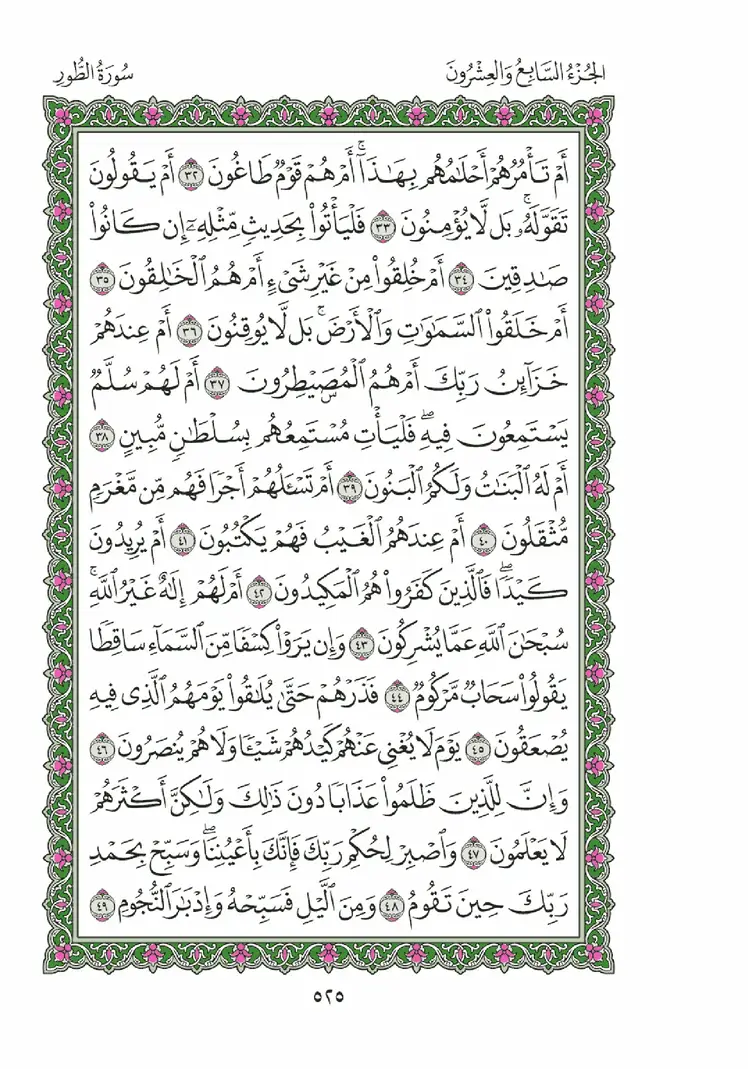 الجُزْءُ السَّابِعُ وَالعِشْرُونَ
سُورَةُ الطُّورِ
أَمْ تَأْمُرُهُمْ أَحْلَٰمُهُم بِهَٰذَآۚ أَمْ هُمْ قَوْمٌ طَاغُونَ ٣٢ أَمْ يَقُولُونَ
تَقَوَّلَهُۥۚ بَل لَّا يُؤْمِنُونَ ٣٣ فَلْيَأْتُوا۟ بِحَدِيثٍ مِّثْلِهِۦٓ إِن كَانُوا۟
صَٰدِقِينَ ٣٤ أَمْ خُلِقُوا۟ مِنْ غَيْرِ شَىْءٍ أَمْ هُمُ ٱلْخَٰلِقُونَ ٣٥
أَمْ خَلَقُوا۟ ٱلسَّمَٰوَٰتِ وَٱلْأَرْضَۚ بَل لَّا يُوقِنُونَ ٣٦ أَمْ عِندَهُمْ
خَزَآئِنُ رَبِّكَ أَمْ هُمُ ٱلْمُصَۣيْطِرُونَ ٣٧ أَمْ لَهُمْ سُلَّمٌ
يَسْتَمِعُونَ فِيهِۖ فَلْيَأْتِ مُسْتَمِعُهُم بِسُلْطَٰنٍ مُّبِينٍ ٣٨
أَمْ لَهُ ٱلْبَنَٰتُ وَلَكُمُ ٱلْبَنُونَ ٣٩ أَمْ تَسْـَٔلُهُمْ أَجْرًا فَهُم مِّن مَّغْرَمٍ
مُّثْقَلُونَ ٤٠ أَمْ عِندَهُمُ ٱلْغَيْبُ فَهُمْ يَكْتُبُونَ ٤١ أَمْ يُرِيدُونَ
كَيْدًاۖ فَٱلَّذِينَ كَفَرُوا۟ هُمُ ٱلْمَكِيدُونَ ٤٢ أَمْ لَهُمْ إِلَٰهٌ غَيْرُ ٱللَّهِۚ
سُبْحَٰنَ ٱللَّهِ عَمَّا يُشْرِكُونَ ٤٣ وَإِن يَرَوْا۟ كِسْفًا مِّنَ ٱلسَّمَآءِ سَاقِطًا
يَقُولُوا۟ سَحَابٌ مَّرْكُومٌ ٤٤ فَذَرْهُمْ حَتَّىٰ يُلَٰقُوا۟ يَوْمَهُمُ ٱلَّذِى فِيهِ
يُصْعَقُونَ ٤٥ يَوْمَ لَا يُغْنِى عَنْهُمْ كَيْدُهُمْ شَيْـًٔا وَلَا هُمْ يُنصَرُونَ ٤٦
وَإِنَّ لِلَّذِينَ ظَلَمُوا۟ عَذَابًا دُونَ ذَٰلِكَ وَلَٰكِنَّ أَكْثَرَهُمْ
لَا يَعْلَمُونَ ٤٧ وَٱصْبِرْ لِحُكْمِ رَبِّكَ فَإِنَّكَ بِأَعْيُنِنَاۖ وَسَبِّحْ بِحَمْدِ
رَبِّكَ حِينَ تَقُومُ ٤٨ وَمِنَ ٱلَّيْلِ فَسَبِّحْهُ وَإِدْبَٰرَ ٱلنُّجُومِ ٤٩
٥٢٥